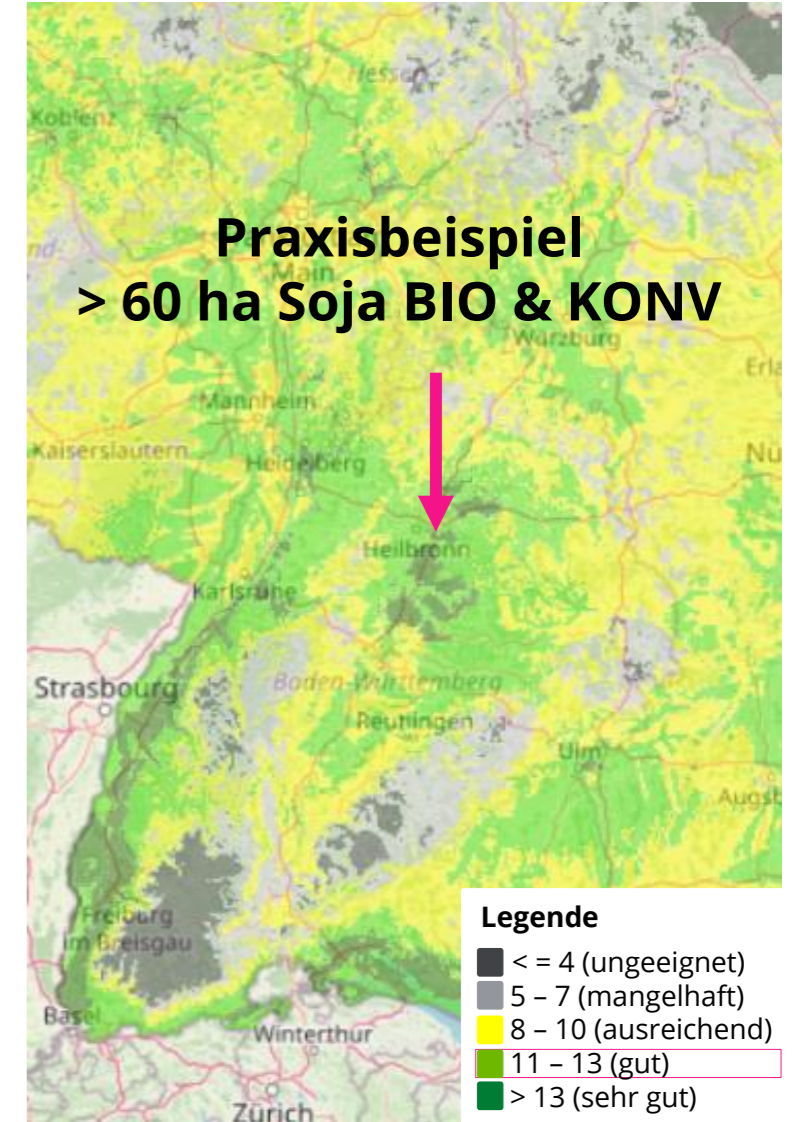 Hessen
Koblenz
Praxisbeispiel
Main
> 60 ha Soja BIO & KONV
Würzburg
Erla
Mannheim
Kaiserslautern
Nü
Heidelberg
Heilbronn
Karlsruhe
Strasbourg
Baden-Württemberg
Reutlingen
Ulm
Augsb
Freiburg
im Breisgau
Basel
Winterthur
Zürich
Legende
< = 4 (ungeeignet)
5 – 7 (mangelhaft)
8 – 10 (ausreichend)
11 – 13 (gut)
> 13 (sehr gut)